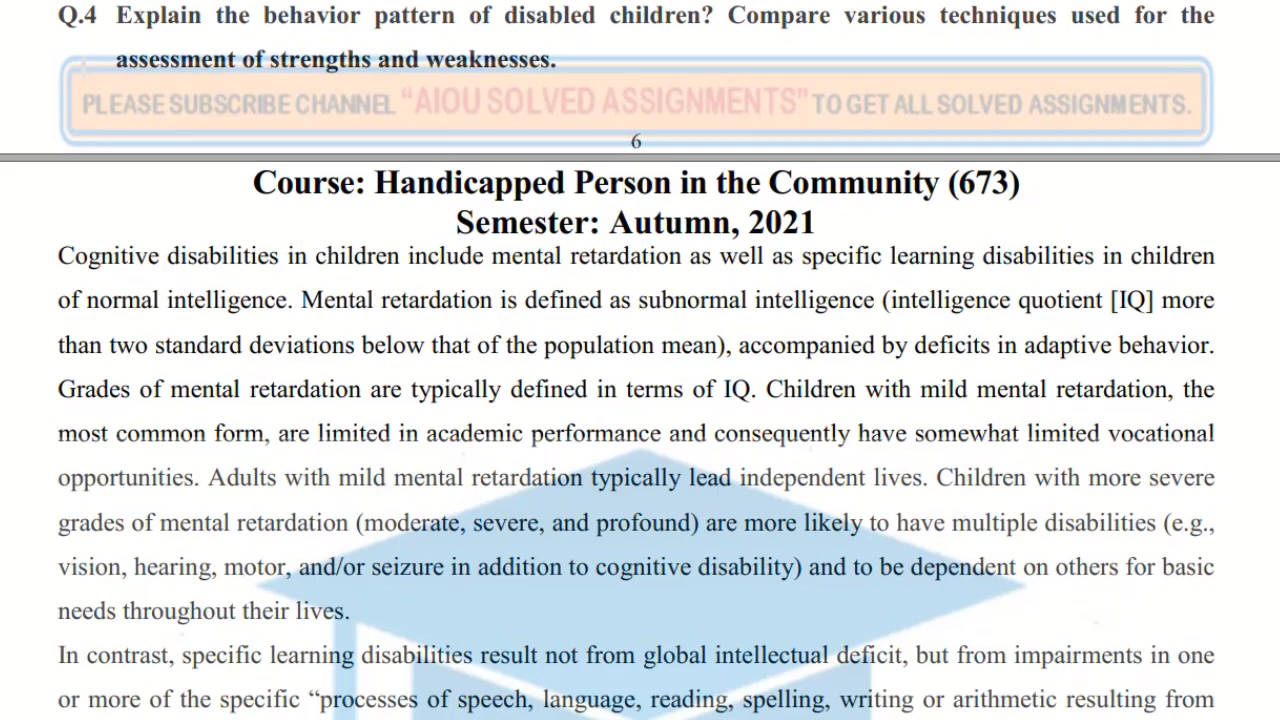 Q.4 Explain the behavior pattern of disabled children? Compare various techniques used for the
assessment of strengths and weaknesses.
PLEASE SUBSCRIBE CHANNEL "AIOU SOLVED ASSIGNMENTS" TO GET ALL SOLVED ASSIGNMENTS.
6
Course: Handicapped Person in the Community (673)
Semester: Autumn, 2021
Cognitive disabilities in children include mental retardation as well as specific learning disabilities in children
of normal intelligence. Mental retardation is defined as subnormal intelligence (intelligence quotient [IQ] more
than two standard deviations below that of the population mean), accompanied by deficits in adaptive behavior.
Grades of mental retardation are typically defined in terms of IQ. Children with mild mental retardation, the
most common form, are limited in academic performance and consequently have somewhat limited vocational
opportunities. Adults with mild mental retardation typically lead independent lives. Children with more severe
grades of mental retardation (moderate, severe, and profound) are more likely to have multiple disabilities (e.g.,
vision, hearing, motor, and/or seizure in addition to cognitive disability) and to be dependent on others for basic
needs throughout their lives.
In contrast, specific learning disabilities result not from global intellectual deficit, but from impairments in one
or more of the specific “processes of speech, language, reading, spelling, writing or arithmetic resulting from